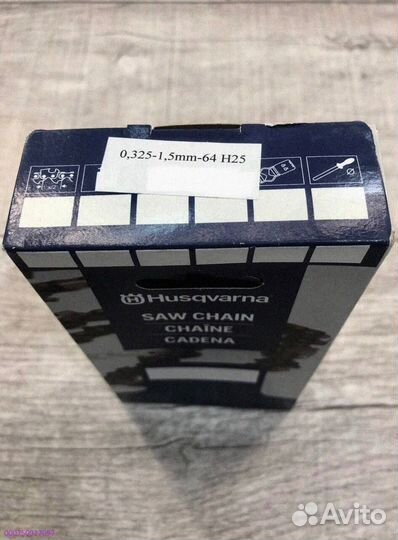 0,325-1,5mm-64 H25
Husqvarna
SAW CHAIN
CHAÎNE
CADENA
Avito